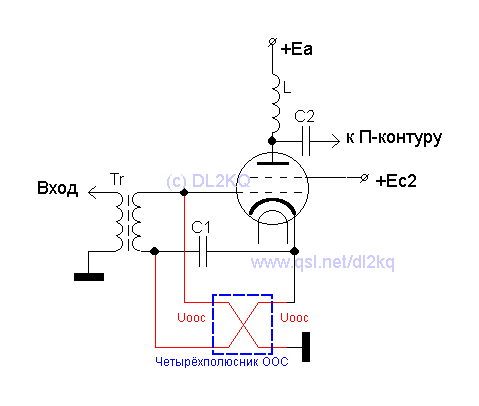 +Ea
L
C2
к П-контуру
(c) DL2KQ
Вход
Tr
+Ec2
C1
www.qsl.net/dl2kq
Uоос
Uоос
Четырёхполюсник ООС